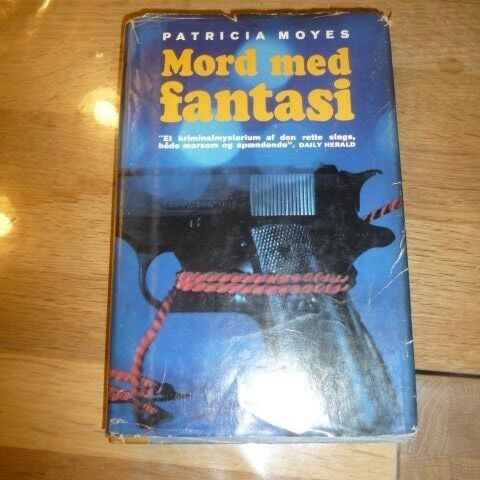 PATRICIA MOYES
Mord med
fantasi
"Et kriminalmysterium af den rette slags,
både morsom og spændende". DAILY HERALD